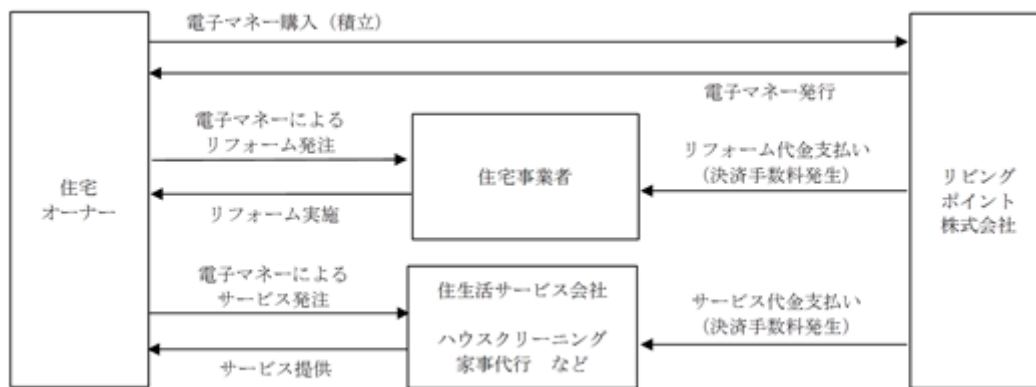 電子マネー購入（積立）
電子マネー発行
電子マネーによる
リフォーム発注
リフォーム実施
住宅
オーナー
住宅事業者
リフォーム代金支払い
（決済手数料発生）
リビング
ポイント
株式会社
電子マネーによる
サービス発注
サービス提供
住生活サービス会社
ハウスクリーニング
家事代行　など
サービス代金支払い
（決済手数料発生）